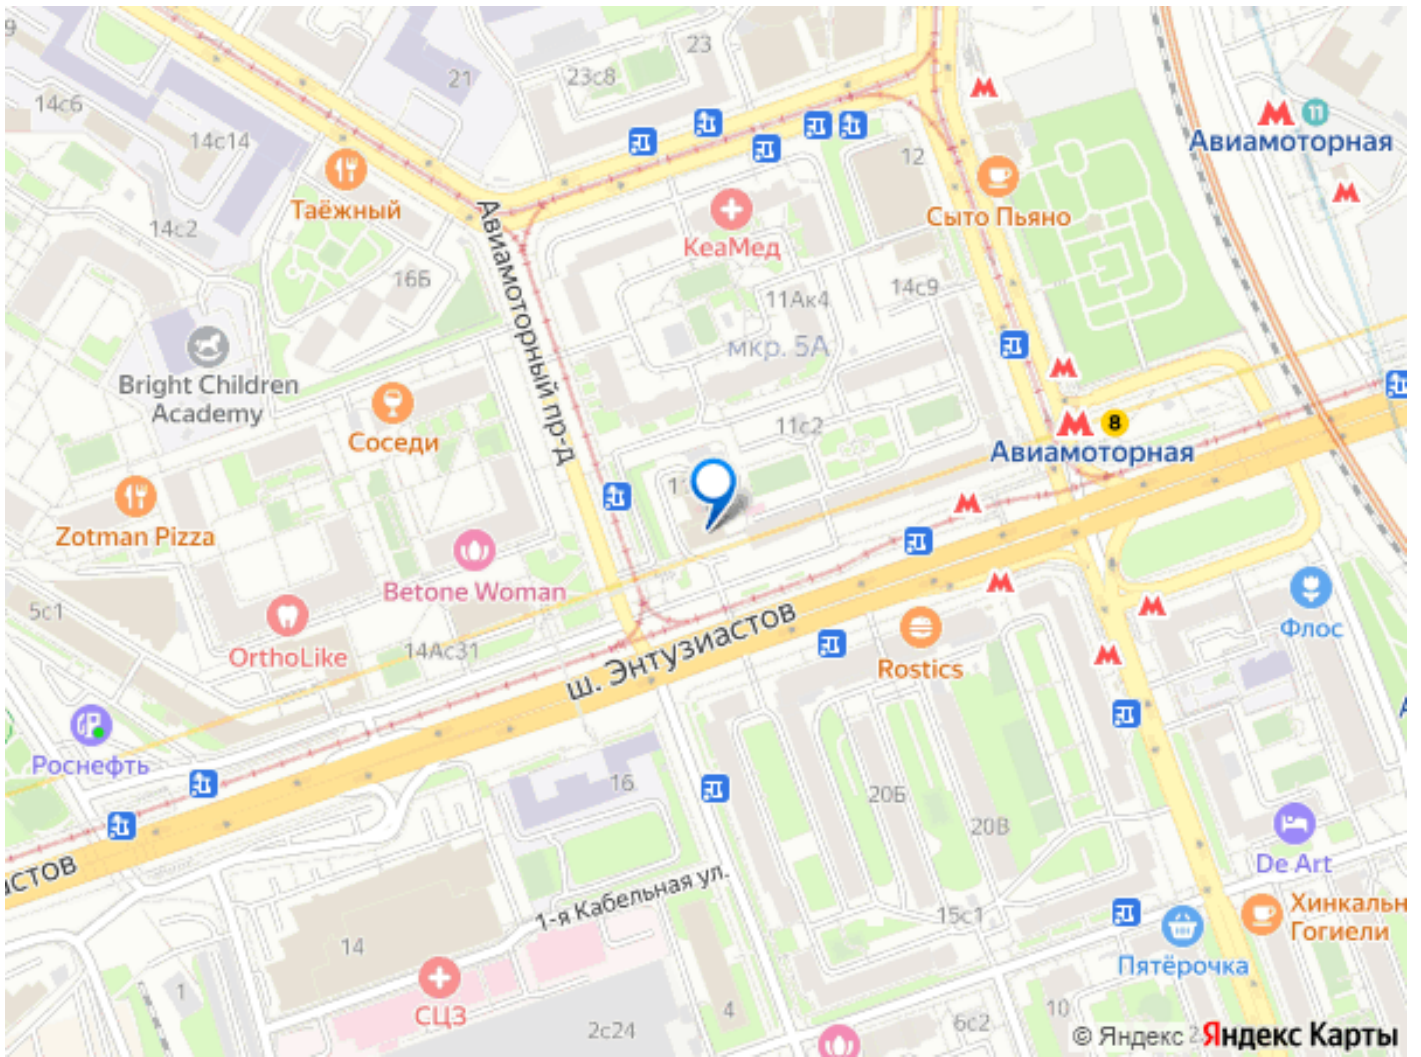 23
23с8
21
14с6
14с14
12
11
Авиамоторная
Таёжный
Сыто Пьяно
КеаМед
14с2
16Б
Авиамоторный пр-д
11Ак4
14с9
мкр. 5А
Bright Children
Academy
Соседи
11с2
8
Авиамоторная
Zotman Pizza
Betone Woman
5с1
OrthoLike
14Ас31
ш. Энтузиастов
Rostics
Флос
Роснефть
16
20Б
20В
De Art
1-я Кабельная ул.
15с1
Хинкальн
Гогиели
Пятёрочка
14
1
СЦЗ
2с24
4
10
6с2
© Яндекс
Яндекс Карты